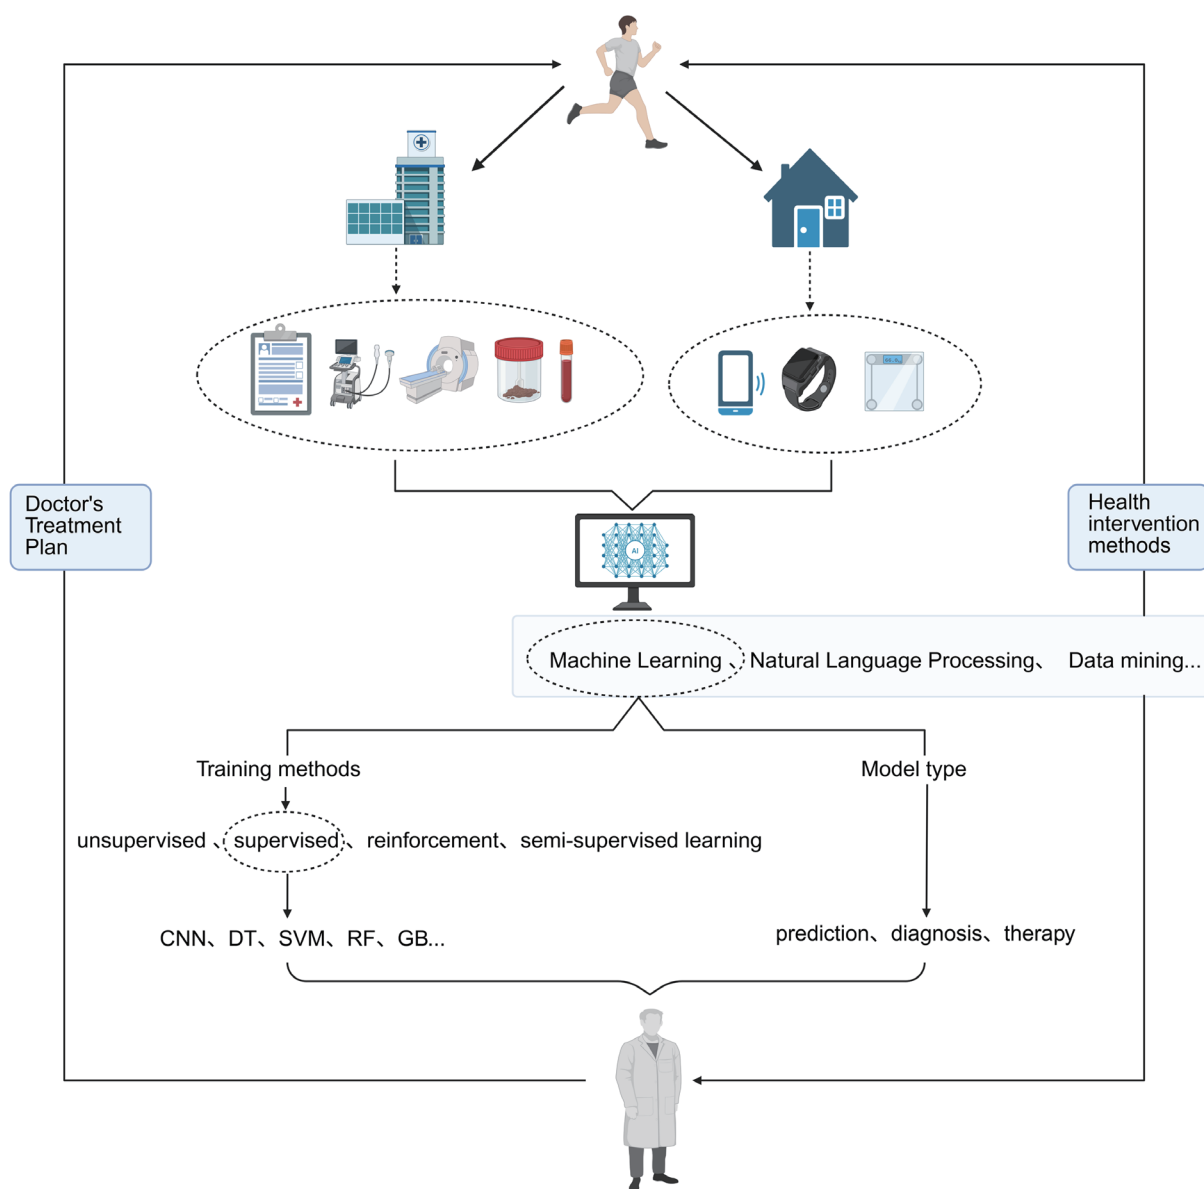 Doctor's
Treatment
Plan
Health
intervention
methods
AI
Machine Learning 、Natural Language Processing、 Data mining...
Training methods
Model type
unsupervised 、supervised、reinforcement、semi-supervised learning
CNN、DT、SVM、RF、GB...
prediction、diagnosis、therapy